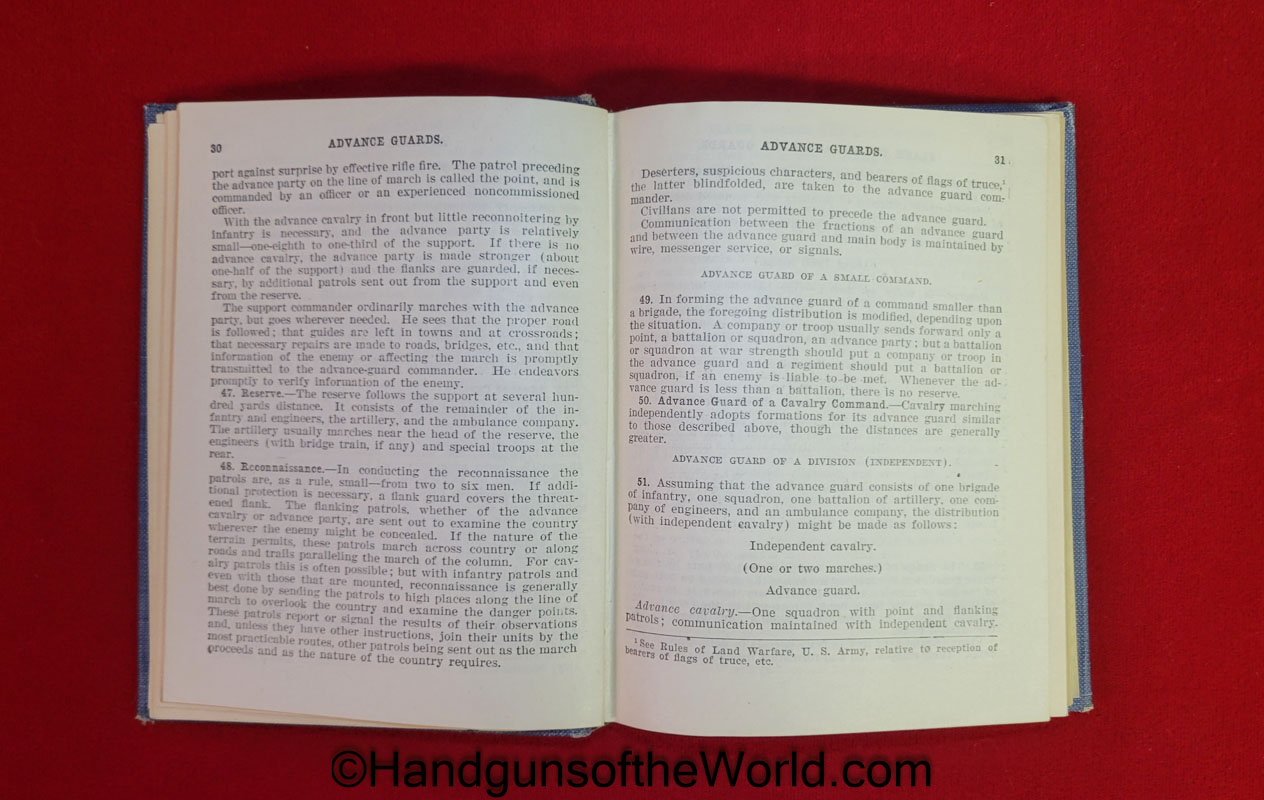 30
ADVANCE GUARDS.
port against surprise by effective rifle fire. The patrol preceding
the advance party on the line of march is called the point, and is
commanded by an officer or an experienced noncommissioned
officer.
With the advance cavalry in front but little reconnoitering by
infantry is necessary, and the advance party is relatively
small—one-eighth to one-third of the support. If there is no
advance cavalry, the advance party is made stronger (about
one-half of the support) and the flanks are guarded, if neces-
sary, by additional patrols sent out from the support and even
from the reserve.
The support commander ordinarily marches with the advance
party, but goes wherever needed. He sees that the proper road
is followed; that guides are left in towns and at crossroads;
that necessary repairs are made to roads, bridges, etc., and that
information of the enemy or affecting the march is promptly
transmitted to the advance-guard commander. He endeavors
promptly to verify information of the enemy.
47. Reserve.—The reserve follows the support at several hun-
dred yards distance. It consists of the remainder of the in-
fantry and engineers, the artillery, and the ambulance company.
The artillery usually marches near the head of the reserve, the
engineers (with bridge train, if any) and special troops at the
rear.
48. Reconnaissance.—In conducting the reconnaissance the
patrols are, as a rule, small—from two to six men. If addi-
tional protection is necessary, a flank guard covers the threat-
ened flank. The flanking patrols, whether of the advance
cavalry or advance party, are sent out to examine the country
wherever the enemy might be concealed. If the nature of the
terrain permits, these patrols march across country or along
roads and trails paralleling the march of the column. For cav-
alry patrols this is often possible; but with infantry patrols and
even with those that are mounted, reconnaissance is generally
best done by sending the patrols to high places along the line of
march to overlook the country and examine the danger points.
These patrols report or signal the results of their observations
and, unless they have other instructions, join their units by the
most practicable routes, other patrols being sent out as the march
proceeds and as the nature of the country requires.
ADVANCE GUARDS.
31
Deserters, suspicious characters, and bearers of flags of truce,¹
the latter blindfolded, are taken to the advance guard com-
mander.
Civilians are not permitted to precede the advance guard.
Communication between the fractions of an advance guard
and between the advance guard and main body is maintained by
wire, messenger service, or signals.
ADVANCE GUARD OF A SMALL COMMAND.
49. In forming the advance guard of a command smaller than
a brigade, the foregoing distribution is modified, depending upon
the situation. A company or troop usually sends forward only a
point, a battalion or squadron, an advance party; but a battalion
or squadron at war strength should put a company or troop in
the advance guard and a regiment should put a battalion or
squadron, if an enemy is liable to be met. Whenever the ad-
vance guard is less than a battalion, there is no reserve.
50. Advance Guard of a Cavalry Command.—Cavalry marching
independently adopts formations for its advance guard similar
to those described above, though the distances are generally
greater.
ADVANCE GUARD OF A DIVISION (INDEPENDENT).
51. Assuming that the advance guard consists of one brigade
of infantry, one squadron, one battalion of artillery, one com-
pany of engineers, and an ambulance company, the distribution
(with independent cavalry) might be made as follows:
Independent cavalry.
(One or two marches.)
Advance guard.
Advance cavalry.—One squadron with point and flanking
patrols; communication maintained with independent cavalry.
¹ See Rules of Land Warfare, U. S. Army, relative to reception of
bearers of flags of truce, etc.
©HandgunsoftheWorld.com